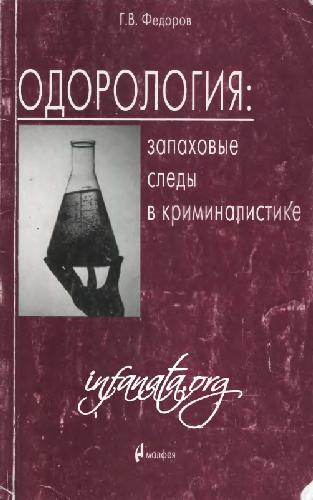 Г.В. Федоров
ОДОРОЛОГИЯ:
запаховые
следы
в криминалистике
infanata.org
Амалфея